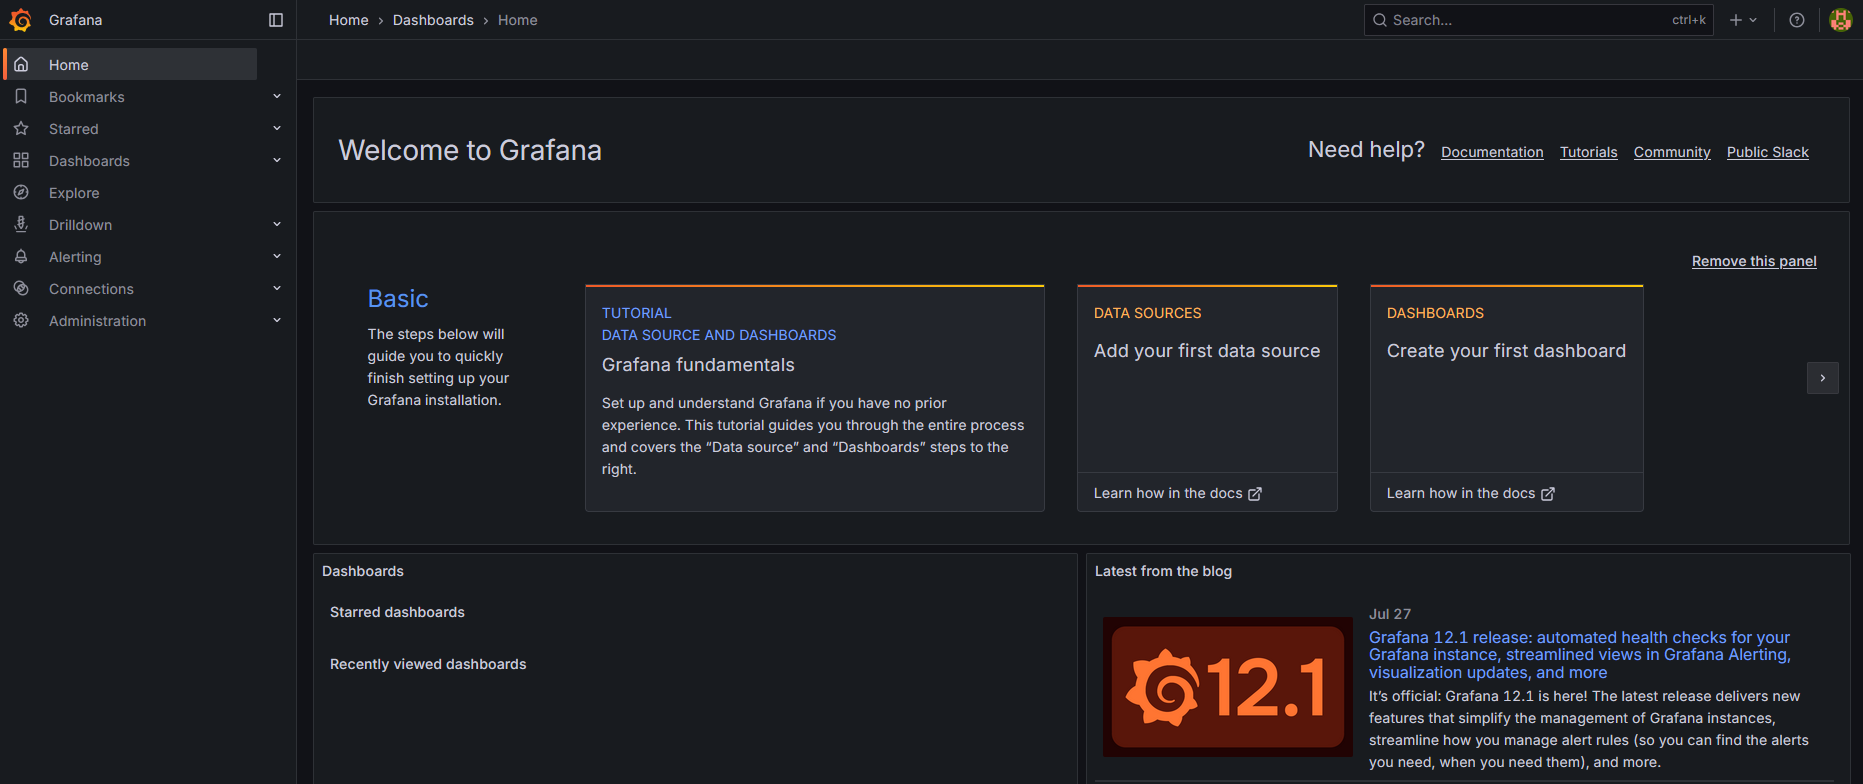 Grafana
Home › Dashboards › Home
Search... ctrl+k
Home
Bookmarks
Starred
Dashboards
Explore
Drilldown
Alerting
Connections
Administration
Welcome to Grafana
Need help? Documentation Tutorials Community Public Slack
Remove this panel
Basic
The steps below will
guide you to quickly
finish setting up your
Grafana installation.
TUTORIAL
DATA SOURCE AND DASHBOARDS
Grafana fundamentals
Set up and understand Grafana if you have no prior
experience. This tutorial guides you through the entire process
and covers the “Data source” and “Dashboards” steps to the
right.
DATA SOURCES
Add your first data source
Learn how in the docs
DASHBOARDS
Create your first dashboard
Learn how in the docs
Dashboards
Starred dashboards
Recently viewed dashboards
Latest from the blog
12.1
Jul 27
Grafana 12.1 release: automated health checks for your
Grafana instance, streamlined views in Grafana Alerting,
visualization updates, and more
It’s official: Grafana 12.1 is here! The latest release delivers new
features that simplify the management of Grafana instances,
streamline how you manage alert rules (so you can find the alerts
you need, when you need them), and more.